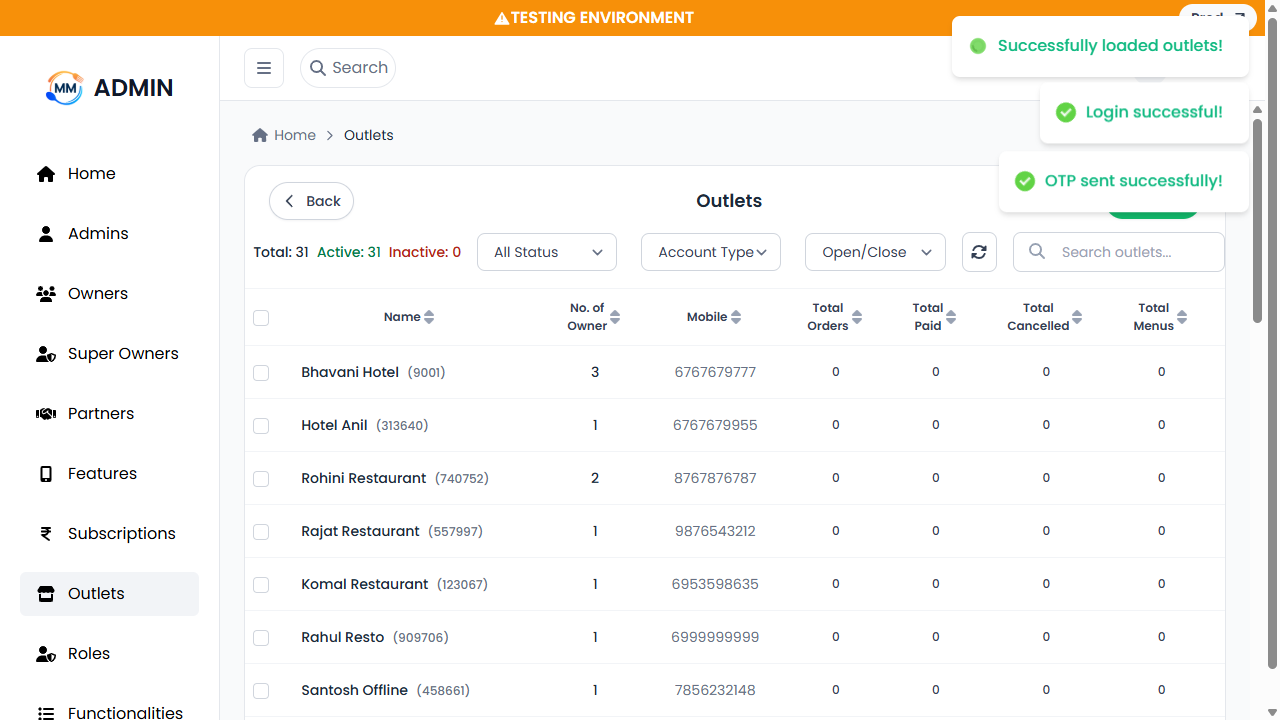 TESTING ENVIRONMENT
Successfully loaded outlets!
Login successful!
OTP sent successfully!
MM ADMIN
Search
Home
Admins
Owners
Super Owners
Partners
Features
Subscriptions
Outlets
Roles
Functionalities
Home > Outlets
Back
Outlets
Total: 31 Active: 31 Inactive: 0 All Status Account Type Open/Close Search outlets...
Name No. of Owner Mobile Total Orders Total Paid Total Cancelled Total Menus
Bhavani Hotel (9001) 3 6767679777 0 0 0 0
Hotel Anil (313640) 1 6767679955 0 0 0 0
Rohini Restaurant (740752) 2 8767876787 0 0 0 0
Rajat Restaurant (557997) 1 9876543212 0 0 0 0
Komal Restaurant (123067) 1 6953598635 0 0 0 0
Rahul Resto (909706) 1 6999999999 0 0 0 0
Santosh Offline (458661) 1 7856232148 0 0 0 0